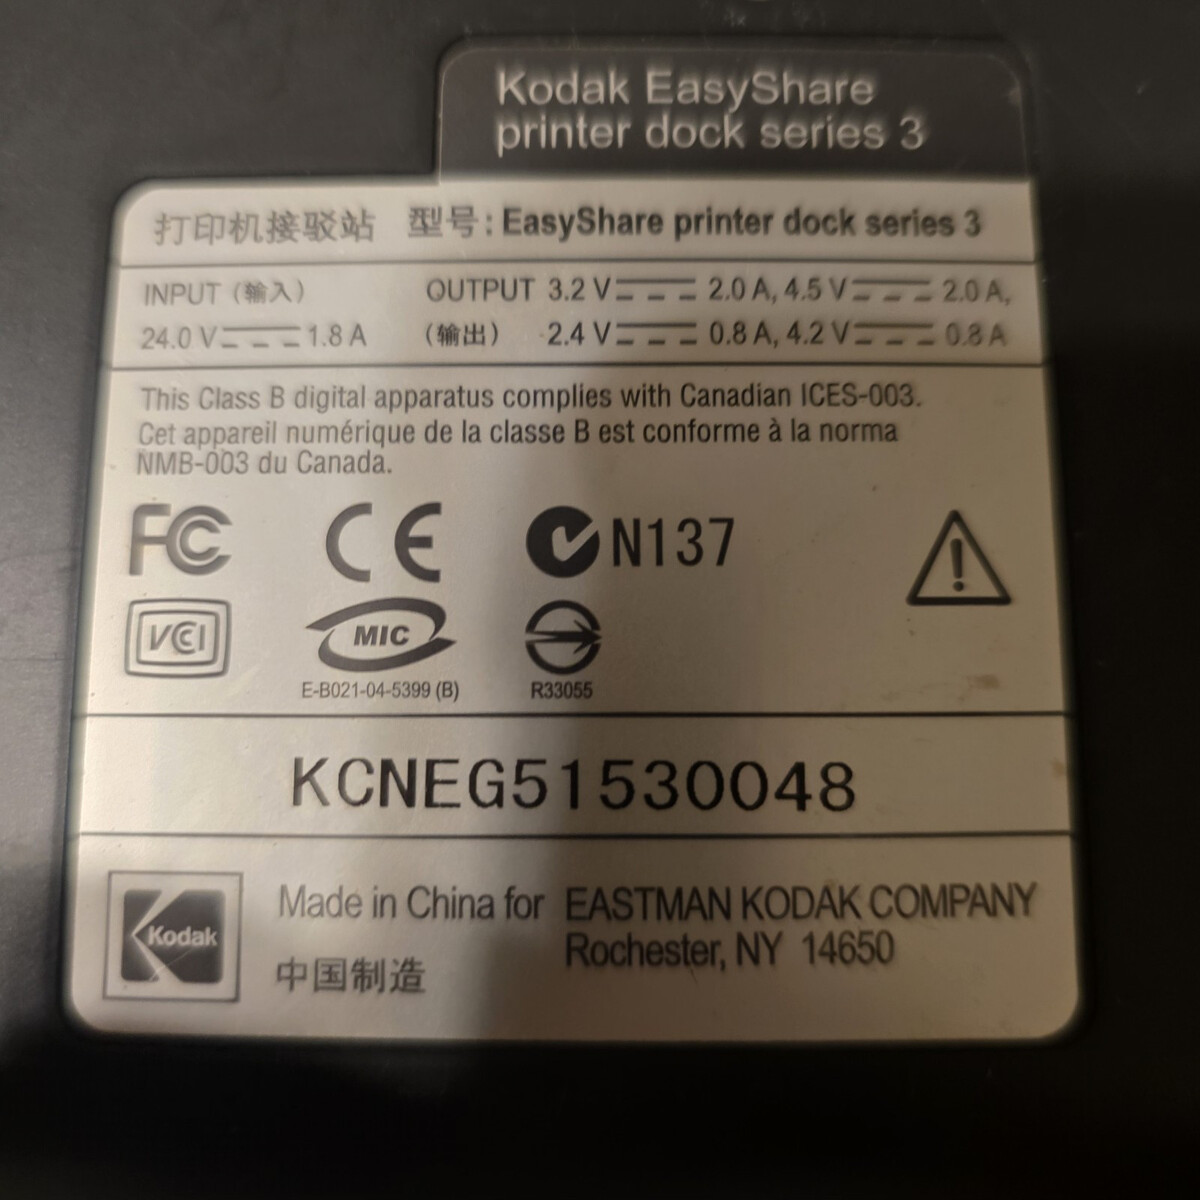 Kodak EasyShare
printer dock series 3
打印机接驳站 型号: EasyShare printer dock series 3
INPUT (输入) OUTPUT 3.2 V⎓ 2.0 A, 4.5 V⎓ 2.0 A,
24.0 V⎓1.8 A (输出) 2.4 V⎓ 0.8 A, 4.2 V⎓ 0.8 A
This Class B digital apparatus complies with Canadian ICES-003.
Cet appareil numérique de la classe B est conforme à la norma
NMB-003 du Canada.
FC CE N137
VCI MIC
E-B021-04-5399 (B) R33055
KCNEG51530048
Kodak
Made in China for EASTMAN KODAK COMPANY
中国制造 Rochester, NY 14650